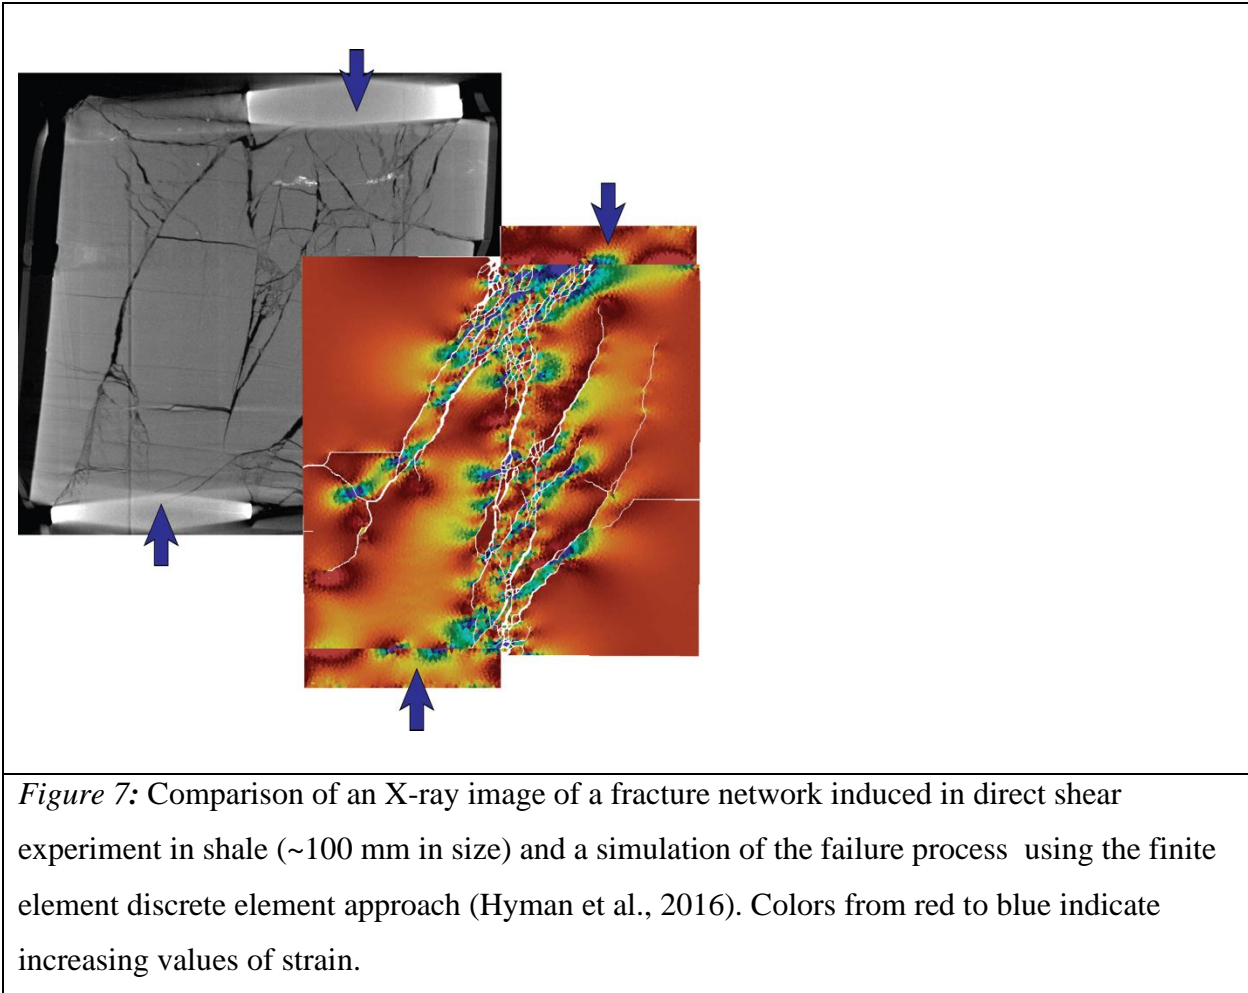 Figure 7: Comparison of an X-ray image of a fracture network induced in direct shear
experiment in shale (~100 mm in size) and a simulation of the failure process  using the finite
element discrete element approach (Hyman et al., 2016). Colors from red to blue indicate
increasing values of strain.